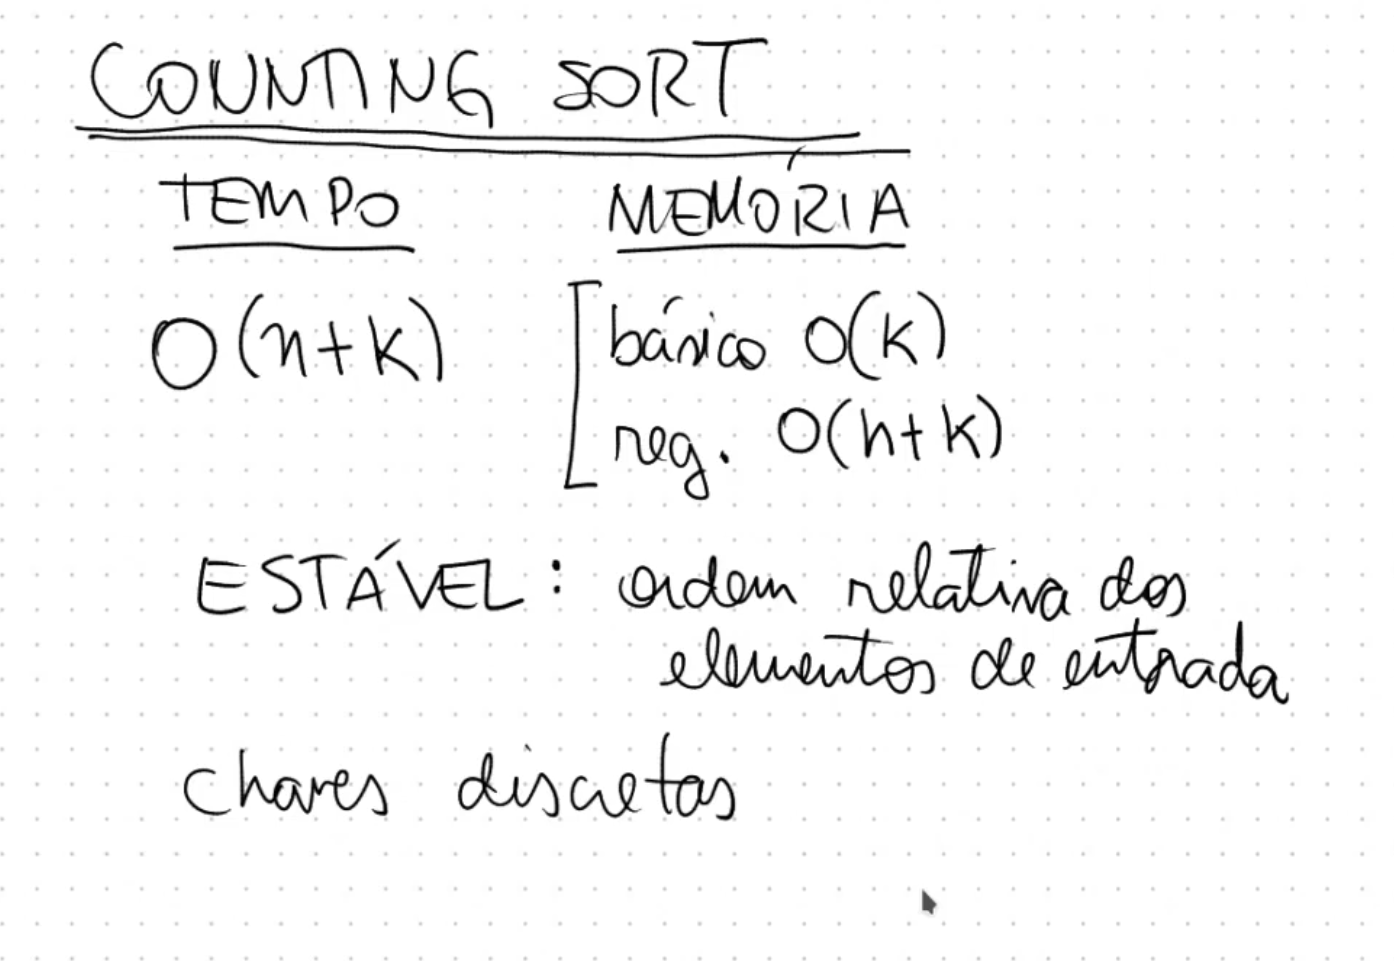 COUNTING SORT
TEMPO MEMÓRIA
O(n+k) básico O(k)
reg. O(n+k)
ESTÁVEL: ordem relativa dos
elementos de entrada
chaves discretas